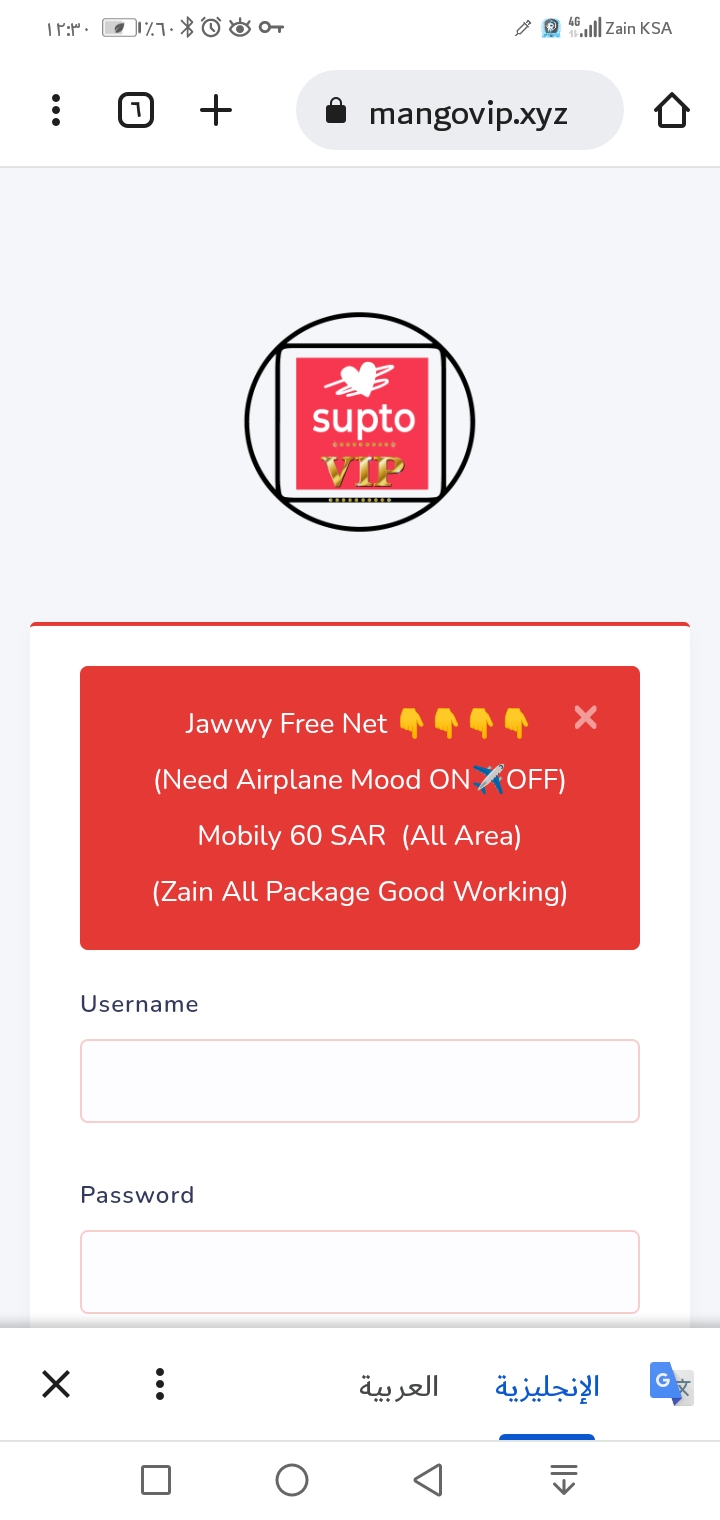 ١٢:٣٠ ٪٦٠ 4G Zain KSA
٦ mangovip.xyz
supto
VIP
Jawwy Free Net 👇👇👇👇
(Need Airplane Mood ON✈️OFF)
Mobily 60 SAR (All Area)
(Zain All Package Good Working)
Username
Password
العربية الإنجليزية G